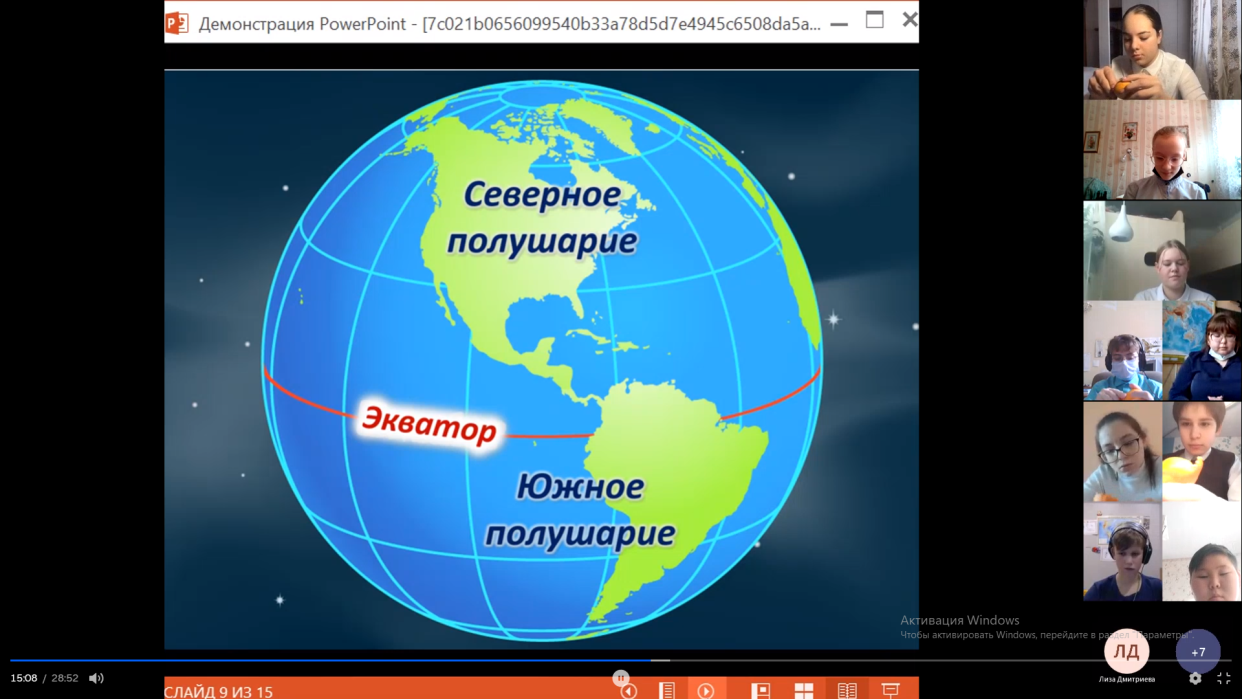 Демонстрация PowerPoint - [7c021b0656099540b33a78d5d7e4945c6508da5a...
Северное
полушарие
Экватор
Южное
полушарие
Активация Windows
Чтобы активировать Windows, перейдите в раздел "Параметры".
ЛД
+7
Лиза Дмитриева
15:08 / 28:52
СЛАЙД 9 ИЗ 15